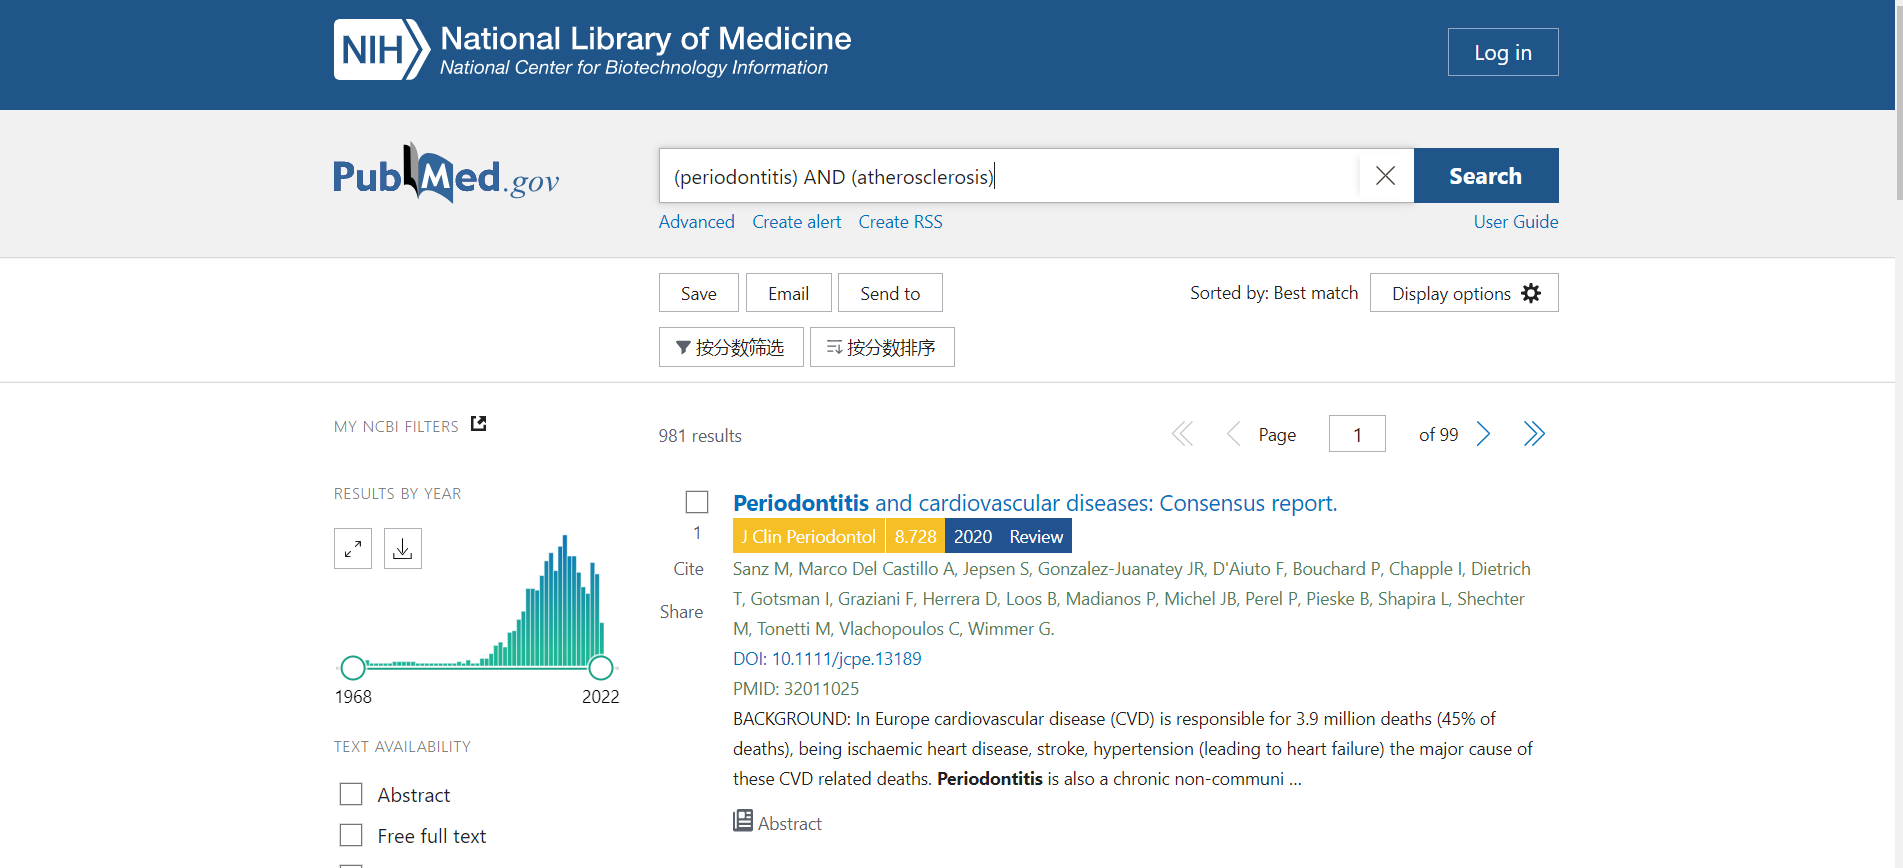 NIH National Library of Medicine
National Center for Biotechnology Information
Log in
PubMed.gov
(periodontitis) AND (atherosclerosis)
Search
Advanced Create alert Create RSS
User Guide
Save Email Send to
Sorted by: Best match
Display options
按分数筛选 按分数排序
MY NCBI FILTERS
981 results
Page 1 of 99
RESULTS BY YEAR
1968 2022
TEXT AVAILABILITY
Abstract
Free full text
Periodontitis and cardiovascular diseases: Consensus report.
1
J Clin Periodontol 8.728 2020 Review
Cite
Share
Sanz M, Marco Del Castillo A, Jepsen S, Gonzalez-Juanatey JR, D'Aiuto F, Bouchard P, Chapple I, Dietrich
T, Gotsman I, Graziani F, Herrera D, Loos B, Madianos P, Michel JB, Perel P, Pieske B, Shapira L, Shechter
M, Tonetti M, Vlachopoulos C, Wimmer G.
DOI: 10.1111/jcpe.13189
PMID: 32011025
BACKGROUND: In Europe cardiovascular disease (CVD) is responsible for 3.9 million deaths (45% of
deaths), being ischaemic heart disease, stroke, hypertension (leading to heart failure) the major cause of
these CVD related deaths. Periodontitis is also a chronic non-communi ...
Abstract